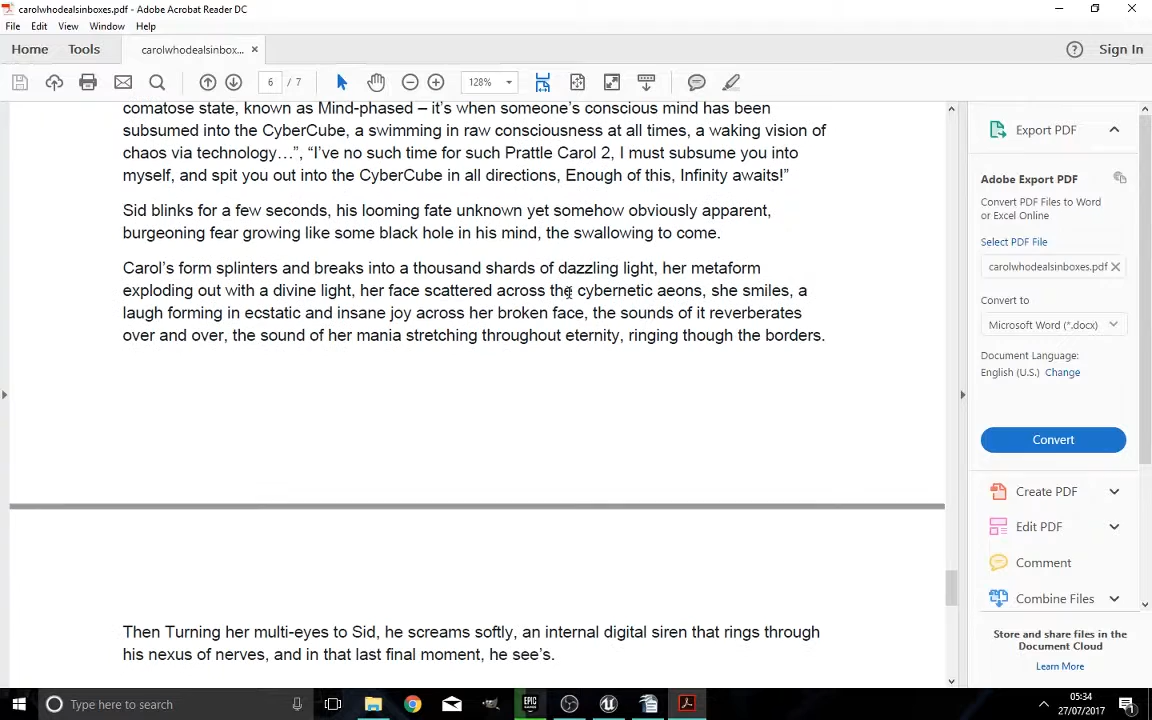 carolwhodealsinboxes.pdf - Adobe Acrobat Reader DC
File Edit View Window Help
Home Tools carolwhodealsinbox... × Sign In
6 / 7 128%
comatose state, known as Mind-phased – it's when someone's conscious mind has been
subsumed into the CyberCube, a swimming in raw consciousness at all times, a waking vision of
chaos via technology…”, “I've no such time for such Prattle Carol 2, I must subsume you into
myself, and spit you out into the CyberCube in all directions, Enough of this, Infinity awaits!”
Sid blinks for a few seconds, his looming fate unknown yet somehow obviously apparent,
burgeoning fear growing like some black hole in his mind, the swallowing to come.
Carol's form splinters and breaks into a thousand shards of dazzling light, her metaform
exploding out with a divine light, her face scattered across the cybernetic aeons, she smiles, a
laugh forming in ecstatic and insane joy across her broken face, the sounds of it reverberates
over and over, the sound of her mania stretching throughout eternity, ringing though the borders.
Then Turning her multi-eyes to Sid, he screams softly, an internal digital siren that rings through
his nexus of nerves, and in that last final moment, he see's.
Export PDF
Adobe Export PDF
Convert PDF Files to Word
or Excel Online
Select PDF File
carolwhodealsinboxes.pdf
Convert to
Microsoft Word (*.docx)
Document Language:
English (U.S.) Change
Convert
Create PDF
Edit PDF
Comment
Combine Files
Store and share files in the
Document Cloud
Learn More
Type here to search
EPIC
05:34
27/07/2017
1